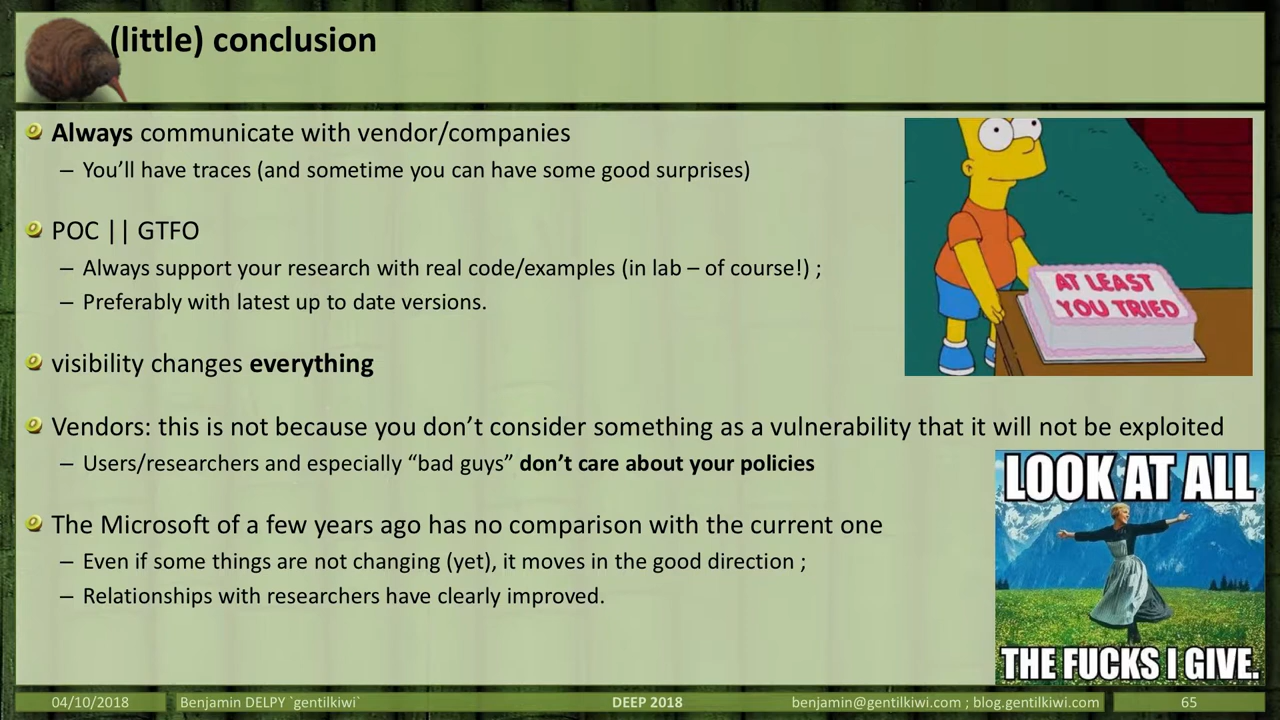 (little) conclusion
Always communicate with vendor/companies
– You’ll have traces (and sometime you can have some good surprises)
POC || GTFO
– Always support your research with real code/examples (in lab – of course!) ;
– Preferably with latest up to date versions.
visibility changes everything
Vendors: this is not because you don’t consider something as a vulnerability that it will not be exploited
– Users/researchers and especially “bad guys” don’t care about your policies
The Microsoft of a few years ago has no comparison with the current one
– Even if some things are not changing (yet), it moves in the good direction ;
– Relationships with researchers have clearly improved.
AT LEAST
YOU TRIED
LOOK AT ALL
THE FUCKS I GIVE.
04/10/2018
Benjamin DELPY `gentilkiwi`
DEEP 2018
benjamin@gentilkiwi.com ; blog.gentilkiwi.com
65